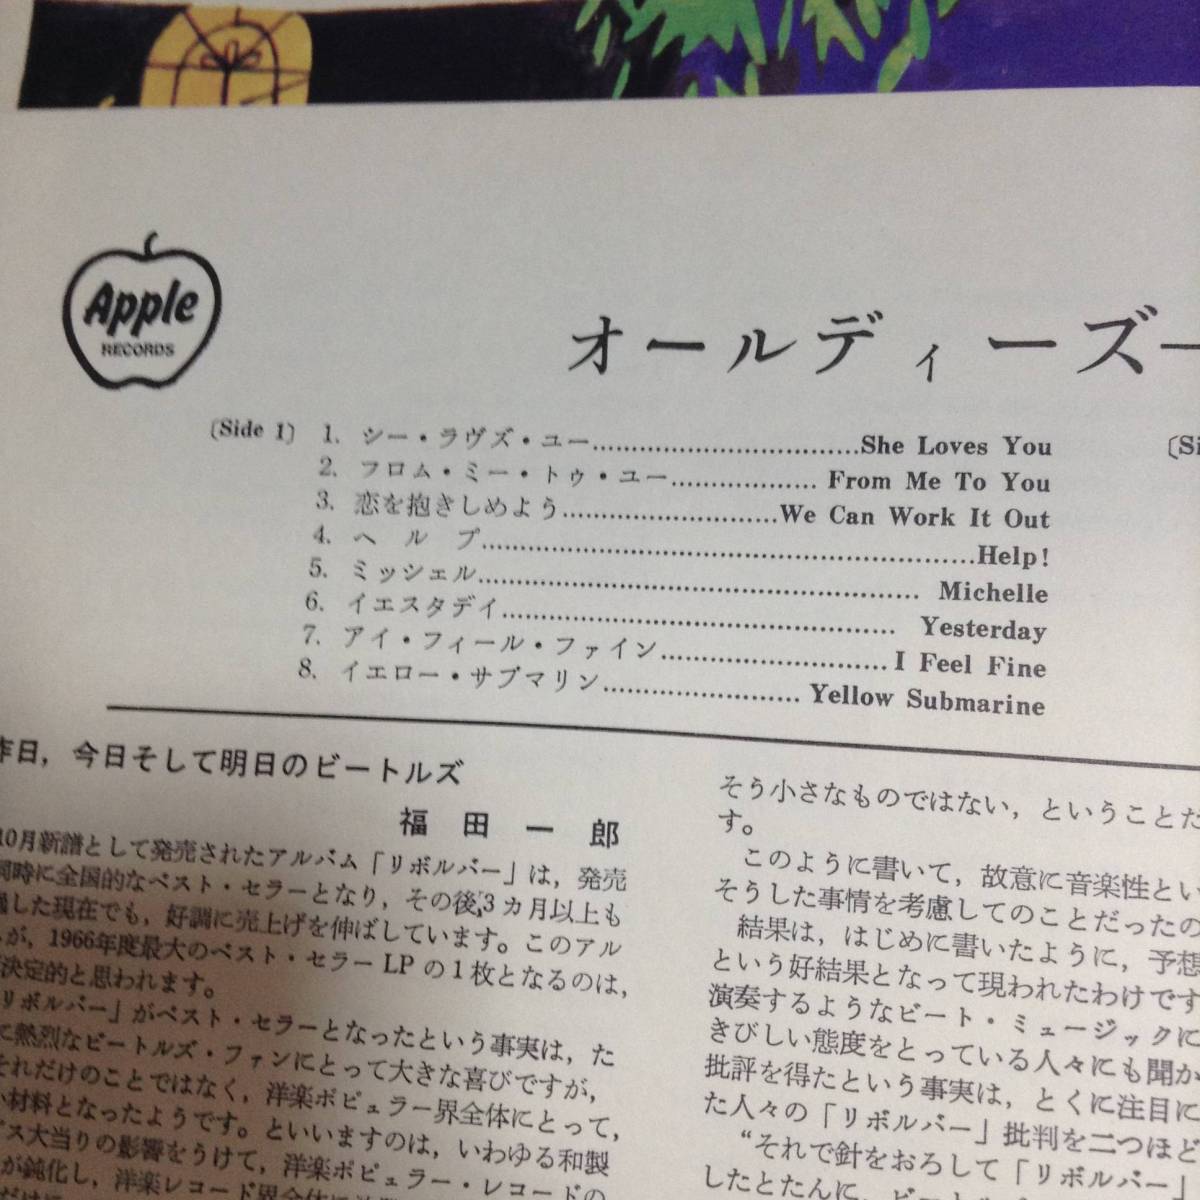 Apple
RECORDS
オールディーズ
〔Side 1〕 1. シー・ラヴズ・ユー.................................She Loves You
2. フロム・ミー・トゥ・ユー.................. From Me To You
3. 恋を抱きしめよう...........................We Can Work It Out
4. ヘ ル プ.............................................................Help!
5. ミッシェル....................................................... Michelle
6. イエスタデイ................................................. Yesterday
7. アイ・フィール・ファイン............................I Feel Fine
8. イエロー・サブマリン........................ Yellow Submarine
昨日,今日そして明日のビートルズ
福 田 一 郎
10月新譜として発売されたアルバム「リボルバー」は,発売
同時に全国的なベスト・セラーとなり,その後,3カ月以上も
した現在でも,好調に売上げを伸ばしています。このアル
が,1966年度最大のベスト・セラーLPの1枚となるのは,
決定的と思われます。
リボルバー」がベスト・セラーとなったという事実は,た
に熱烈なビートルズ・ファンにとって大きな喜びですが,
それだけのことではなく,洋楽ポピュラー界全体にとって,
い材料となったようです。といいますのは,いわゆる和製
ス大当りの影響をうけて,洋楽ポピュラー・レコードの
が鈍化し,洋楽レコード界全体に
そう小さなものではない,ということだ
す。
このように書いて,故意に音楽性とい
そうした事情を考慮してのことだったの
結果は,はじめに書いたように,予想
という好結果となって現われたわけです
演奏するようなビート・ミュージックに
きびしい態度をとっている人々にも聞か
批評を得たという事実は,とくに注目に
た人々の「リボルバー」批判を二つほど
“それで針をおろして「リボルバー」
したとたんに,ビート